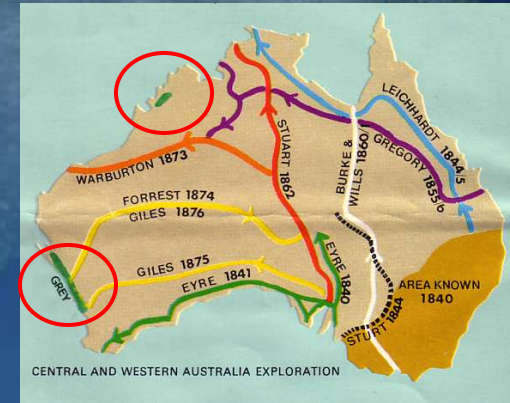 LEICHHARDT 1844/5
GREGORY 1855/6
BURKE &
WILLS 1860
STUART 1862
WARBURTON 1873
FORREST 1874
GILES 1876
GILES 1875
EYRE 1841
EYRE 1840
GREY
AREA KNOWN
1840
STURT 1844
CENTRAL AND WESTERN AUSTRALIA EXPLORATION